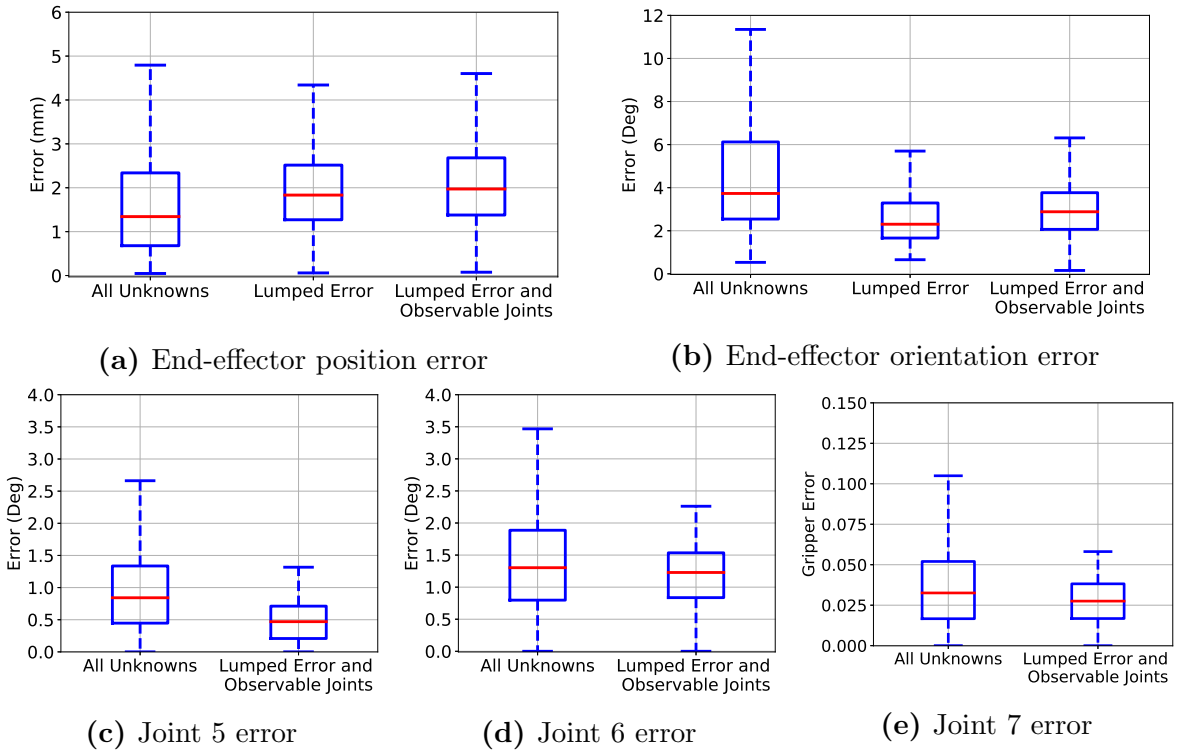 6
5
4
3
2
1
0
Error (mm)
All Unknowns
Lumped Error
Lumped Error and
Observable Joints
(a) End-effector position error
12
10
8
6
4
2
0
Error (Deg)
All Unknowns
Lumped Error
Lumped Error and
Observable Joints
(b) End-effector orientation error
4.0
3.5
3.0
2.5
2.0
1.5
1.0
0.5
0.0
Error (Deg)
All Unknowns
Lumped Error and
Observable Joints
(c) Joint 5 error
4.0
3.5
3.0
2.5
2.0
1.5
1.0
0.5
0.0
Error (Deg)
All Unknowns
Lumped Error and
Observable Joints
(d) Joint 6 error
0.150
0.125
0.100
0.075
0.050
0.025
0.000
Gripper Error
All Unknowns
Lumped Error and
Observable Joints
(e) Joint 7 error